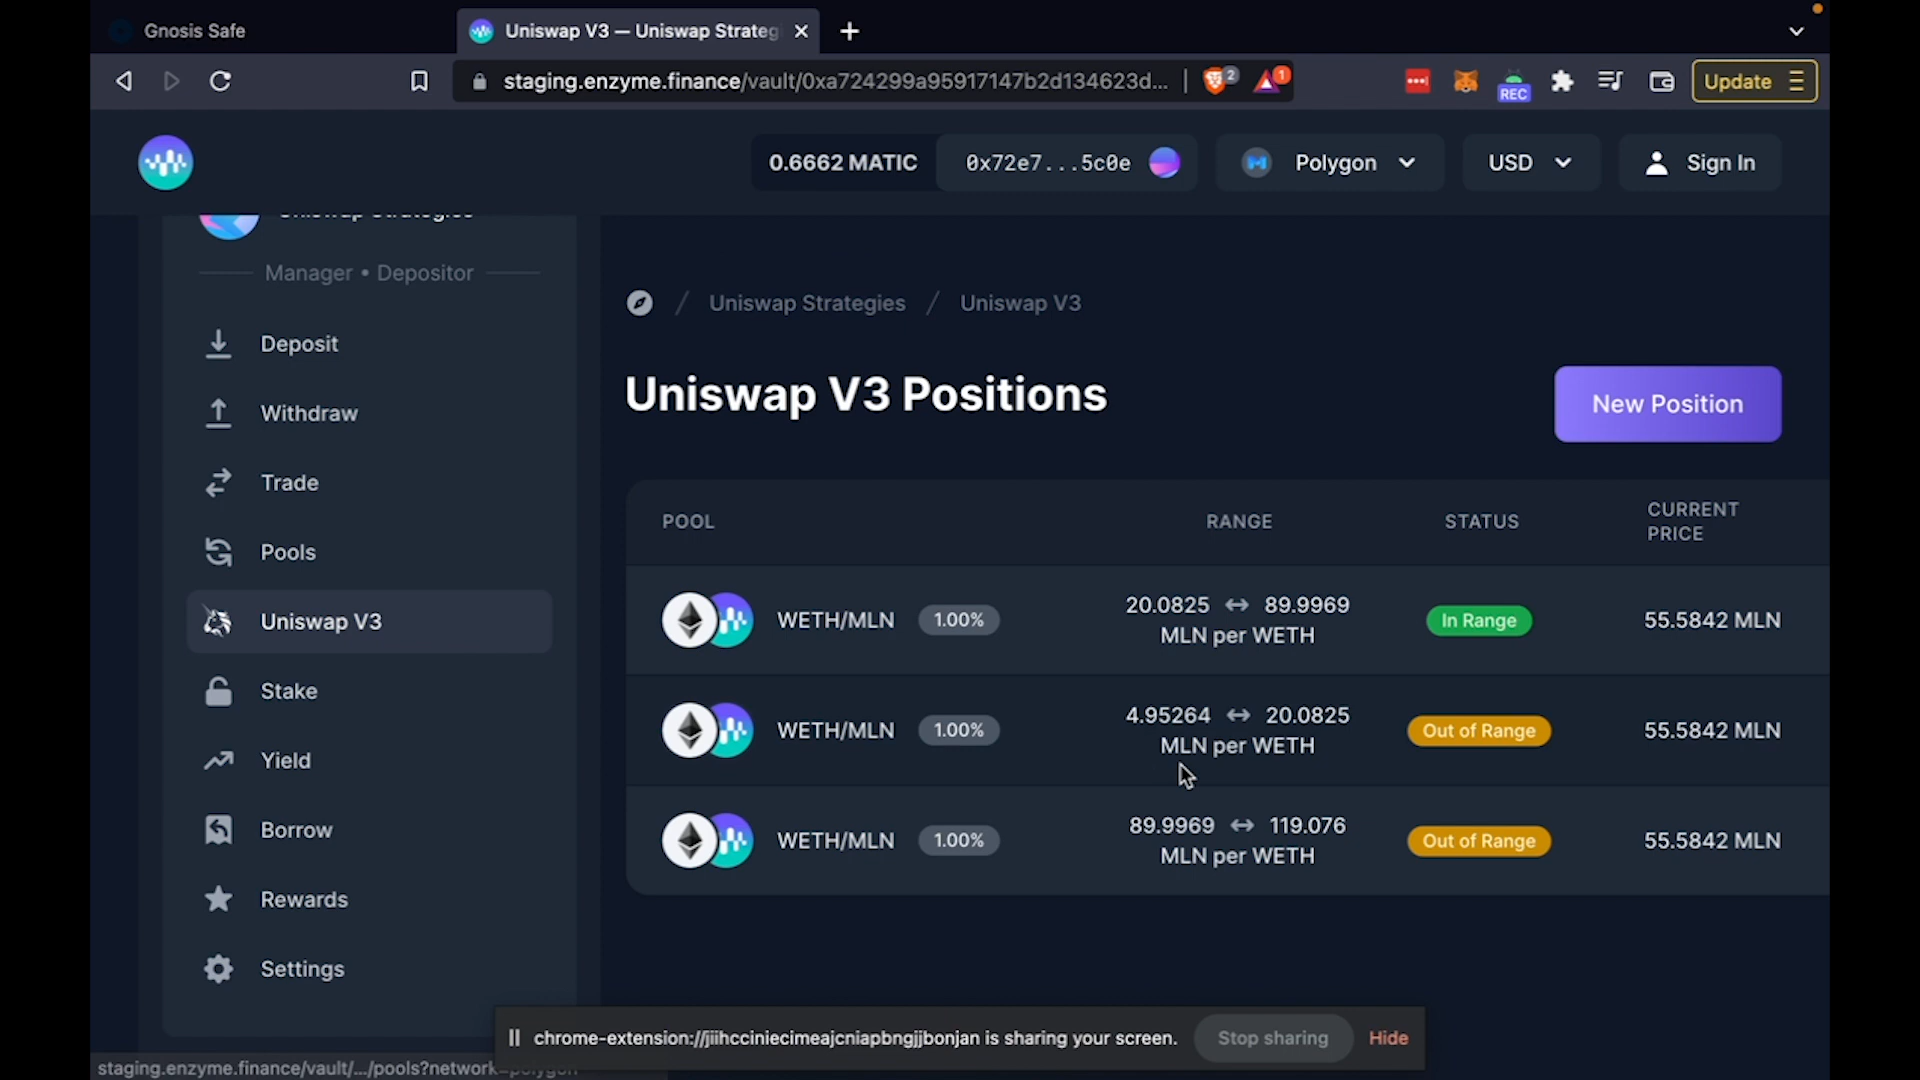 Gnosis Safe
Uniswap V3 — Uniswap Strateg
staging.enzyme.finance/vault/0xa724299a95917147b2d134623d...
2
1
REC
Update
0.6662 MATIC
0x72e7...5c0e
Polygon
USD
Sign In
Uniswap Strategies
Manager • Depositor
Deposit
Withdraw
Trade
Pools
Uniswap V3
Stake
Yield
Borrow
Rewards
Settings
/ Uniswap Strategies / Uniswap V3
Uniswap V3 Positions
New Position
POOL RANGE STATUS CURRENT PRICE
WETH/MLN 1.00% 20.0825 ↔ 89.9969 In Range 55.5842 MLN
MLN per WETH
WETH/MLN 1.00% 4.95264 ↔ 20.0825 Out of Range 55.5842 MLN
MLN per WETH
WETH/MLN 1.00% 89.9969 ↔ 119.076 Out of Range 55.5842 MLN
MLN per WETH
chrome-extension://jiihcciniecimeajcniapbngjjbonjan is sharing your screen. Stop sharing Hide
staging.enzyme.finance/vault/.../pools?network=polygon